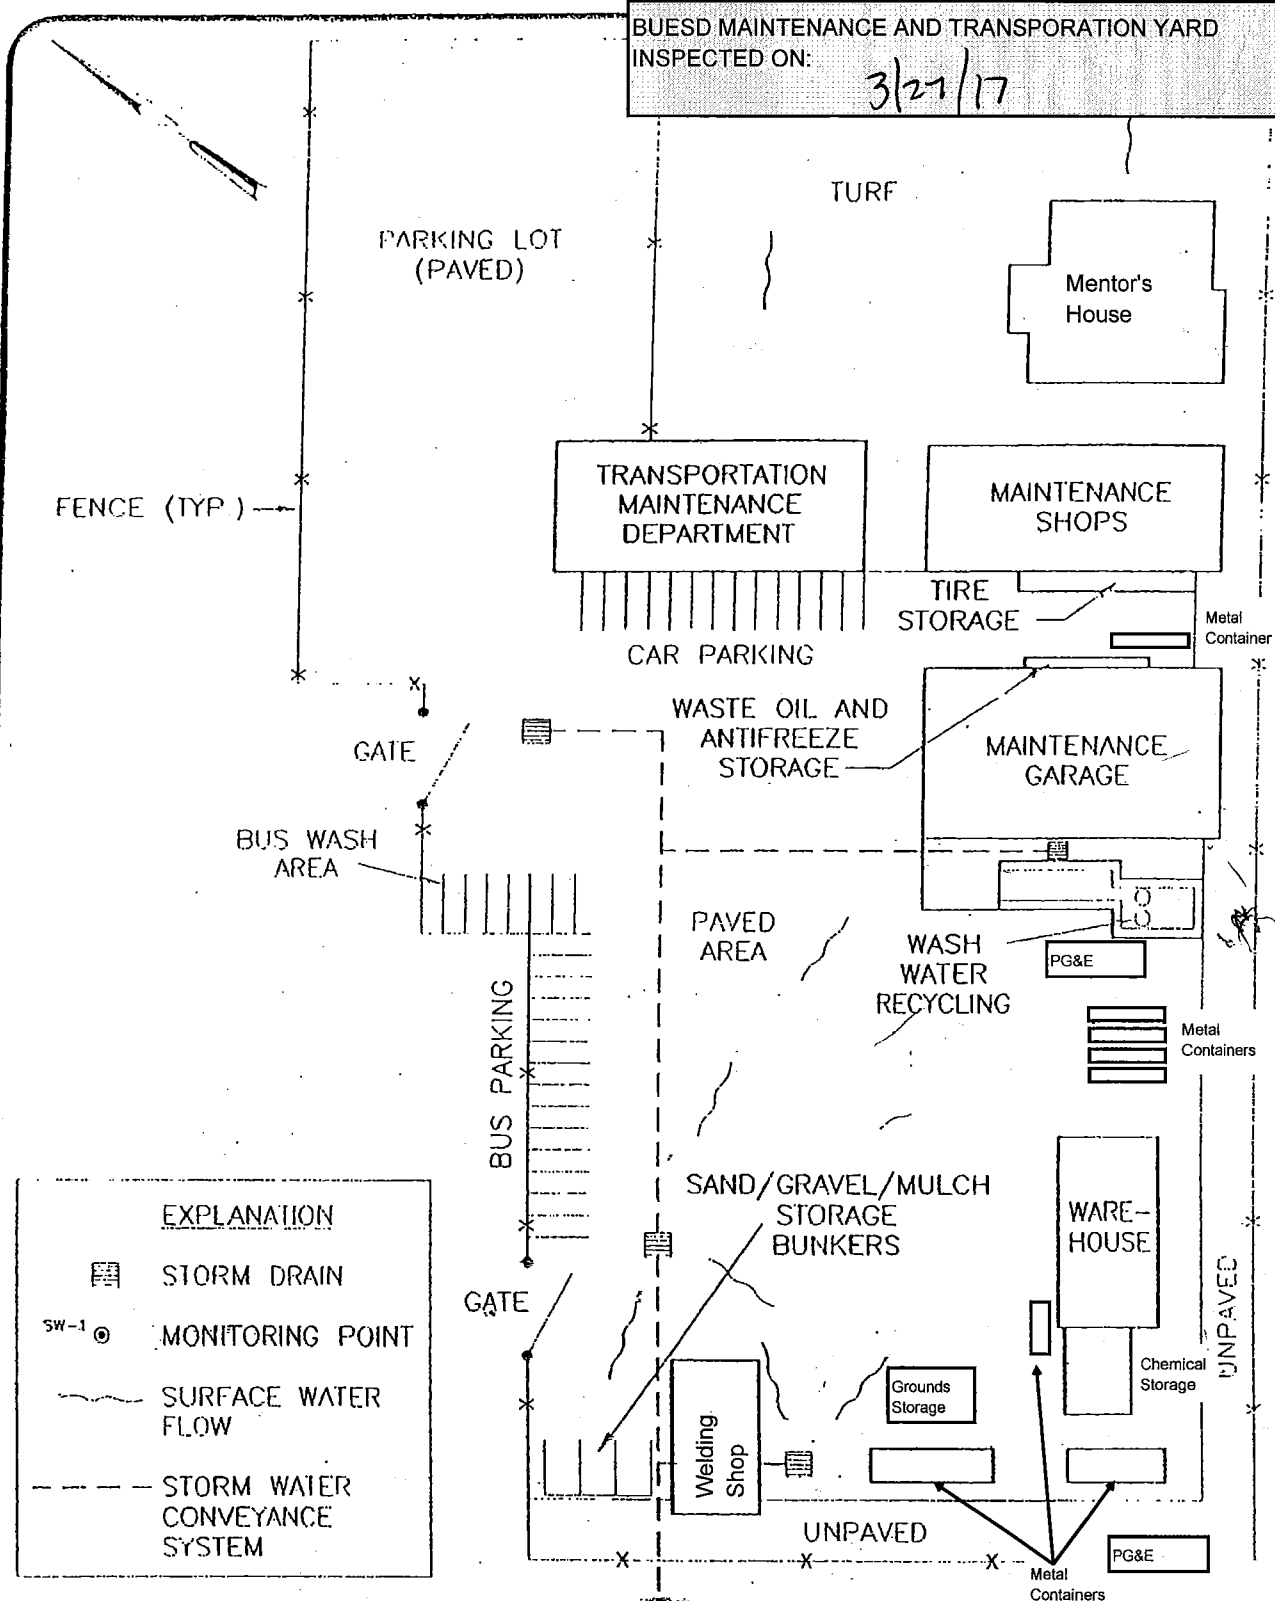 BUESD MAINTENANCE AND TRANSPORATION YARD
INSPECTED ON:
3/27/17
TURF
PARKING LOT
(PAVED)
Mentor's
House
FENCE (TYP.)
TRANSPORTATION
MAINTENANCE
DEPARTMENT
MAINTENANCE
SHOPS
TIRE
STORAGE
Metal
Container
CAR PARKING
WASTE OIL AND
ANTIFREEZE
STORAGE
MAINTENANCE
GARAGE
GATE
BUS WASH
AREA
PAVED
AREA
WASH
WATER
RECYCLING
PG&E
Metal
Containers
BUS PARKING
SAND/GRAVEL/MULCH
STORAGE
BUNKERS
WARE-
HOUSE
UNPAVED
GATE
EXPLANATION
STORM DRAIN
SW-1
MONITORING POINT
SURFACE WATER
FLOW
STORM WATER
CONVEYANCE
SYSTEM
Chemical
Storage
Grounds
Storage
Welding
Shop
UNPAVED
PG&E
Metal
Containers